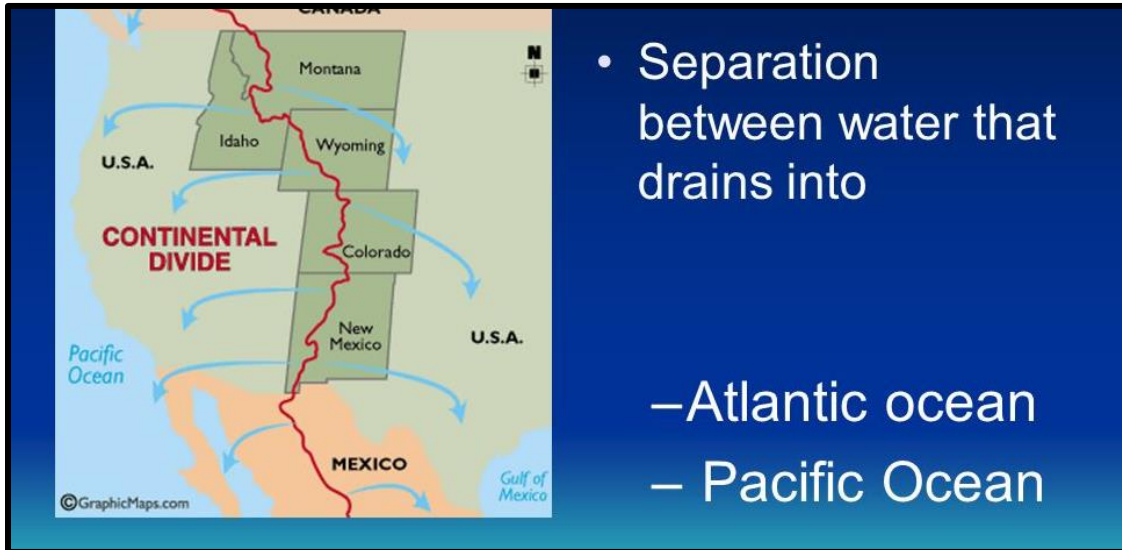 CANADA
Montana
N
Idaho
Wyoming
U.S.A.
CONTINENTAL
DIVIDE
Colorado
New
Mexico
U.S.A.
Pacific
Ocean
MEXICO
Gulf of
Mexico
©GraphicMaps.com
• Separation
between water that
drains into
–Atlantic ocean
– Pacific Ocean